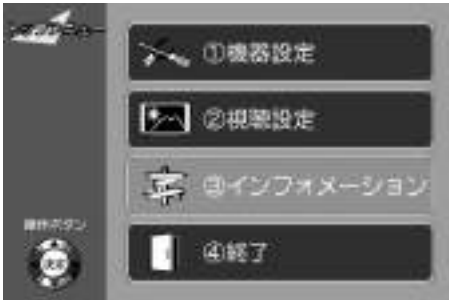 ①機器設定
②視聴設定
③インフォメーション
④終了
操作ボタン
決定